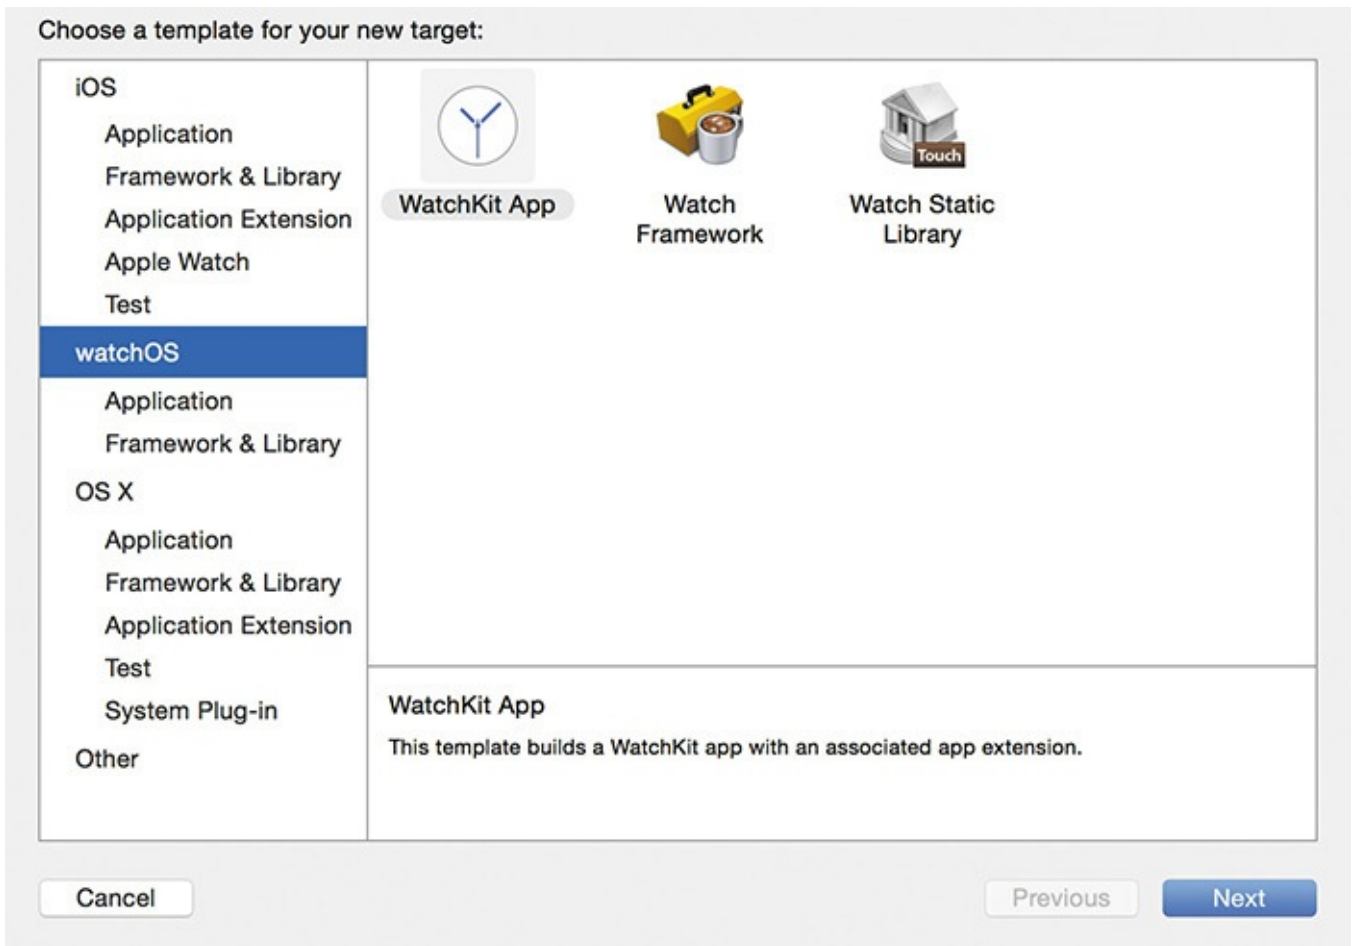 Choose a template for your new target:
iOS
Application
Framework & Library
Application Extension
Apple Watch
Test
watchOS
Application
Framework & Library
OS X
Application
Framework & Library
Application Extension
Test
System Plug-in
Other
WatchKit App
Watch
Framework
Touch
Watch Static
Library
WatchKit App
This template builds a WatchKit app with an associated app extension.
Cancel
Previous
Next